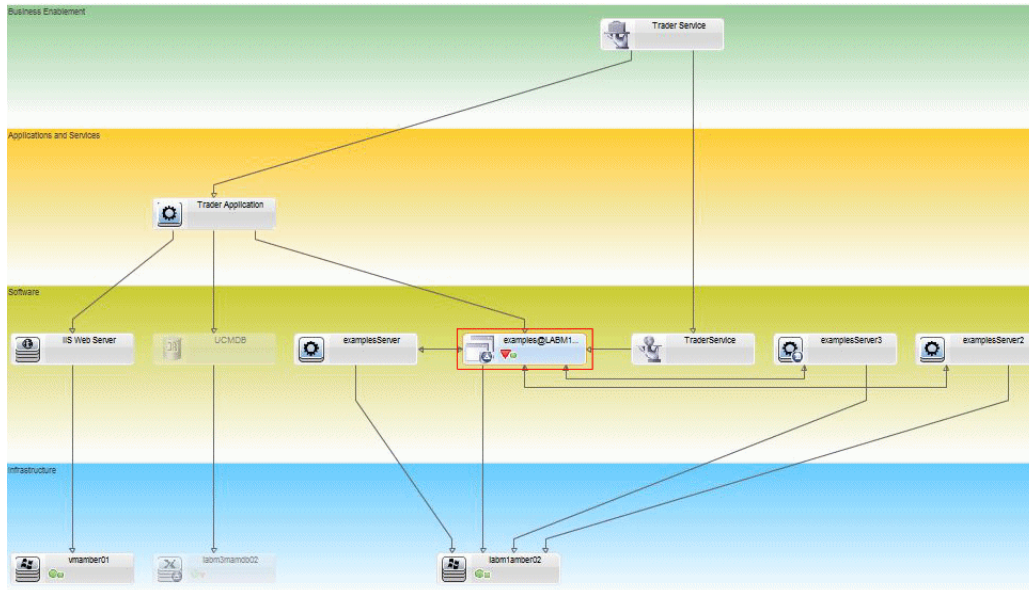 Business Enablement
Trader Service
Applications and Services
Trader Application
Software
IIS Web Server
UCMDB
examplesServer
examples@LABM1...
TraderService
examplesServer3
examplesServer2
Infrastructure
vmamber01
labm3mamdb02
labm1amber02